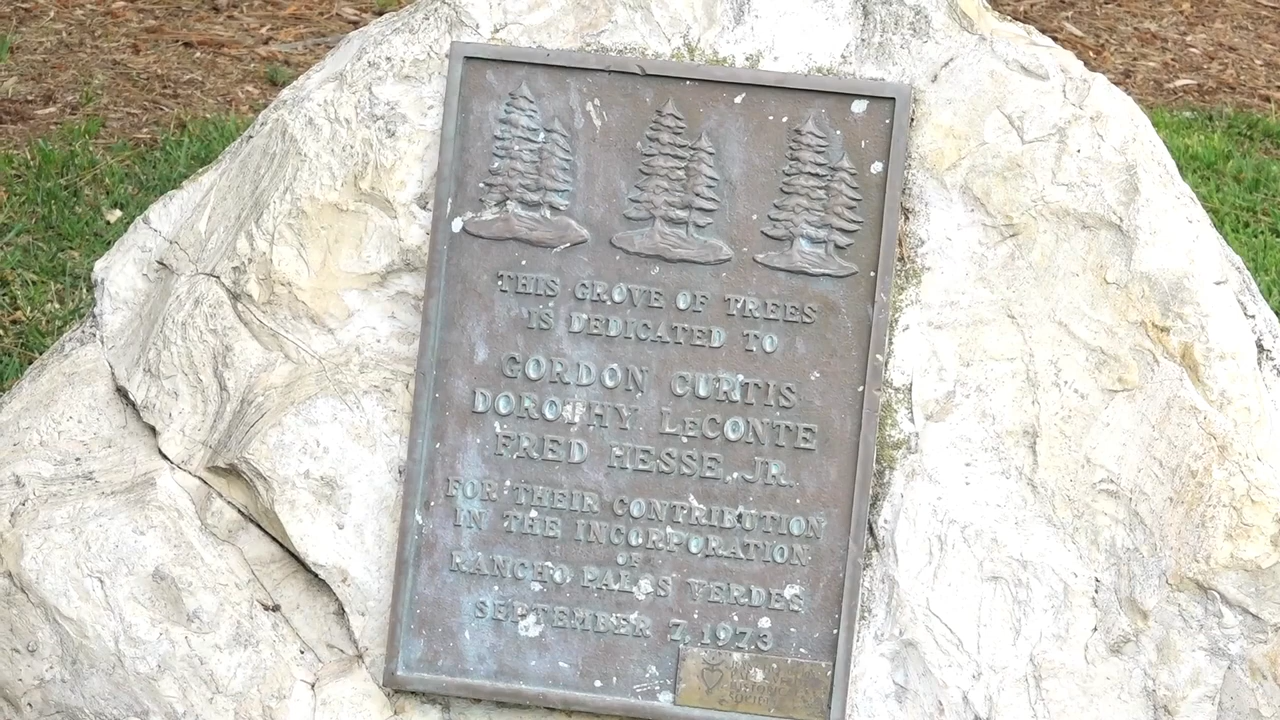 THIS GROVE OF TREES
IS DEDICATED TO
GORDON CURTIS
DOROTHY LECONTE
FRED HESSE, JR.
FOR THEIR CONTRIBUTION
IN THE INCORPORATION
OF
RANCHO PALOS VERDES
SEPTEMBER 7, 1973